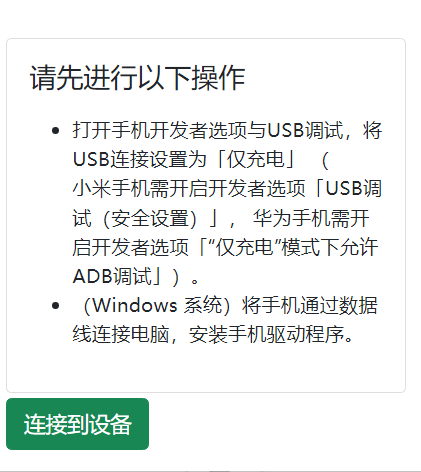 请先进行以下操作
打开手机开发者选项与USB调试，将
USB连接设置为「仅充电」 （
小米手机需开启开发者选项「USB调
试（安全设置）」， 华为手机需开
启开发者选项「“仅充电”模式下允许
ADB调试」）。
（Windows 系统）将手机通过数据
线连接电脑，安装手机驱动程序。
连接到设备